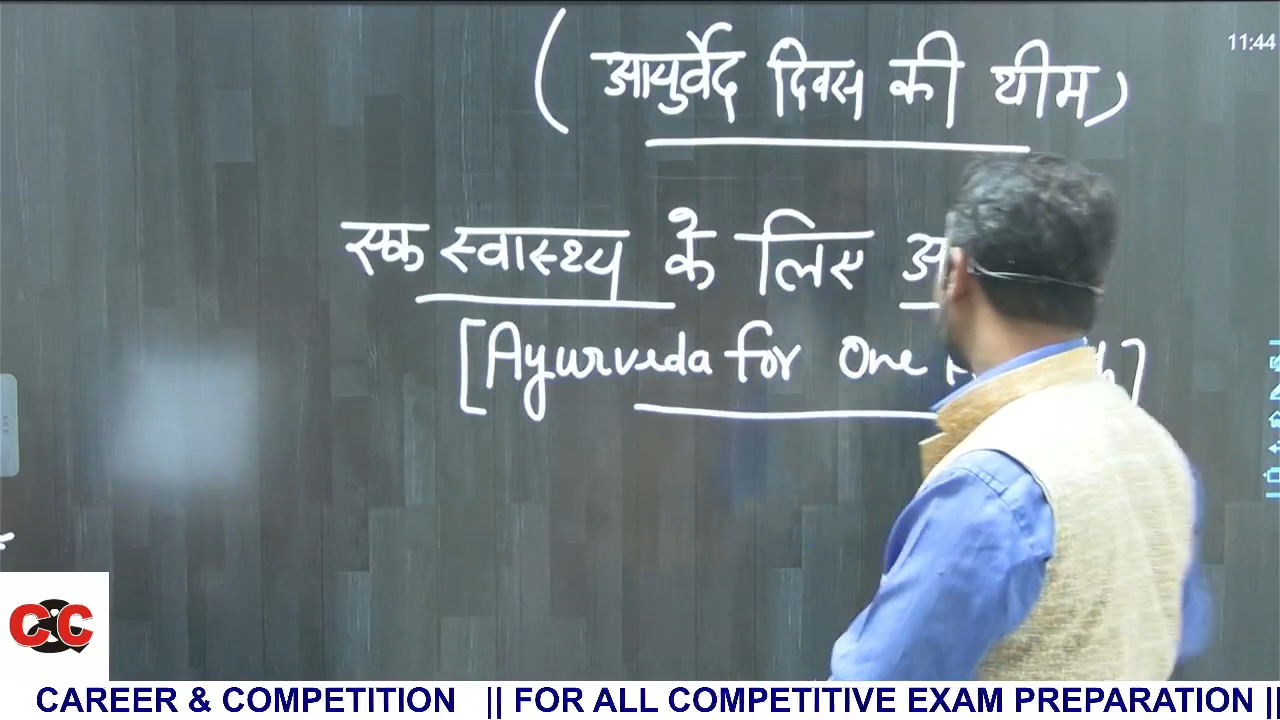 11:44
( आयुर्वेद दिवस की थीम )
एक स्वास्थ्य के लिए
[Ayurveda for One
CC
CAREER & COMPETITION || FOR ALL COMPETITIVE EXAM PREPARATION ||